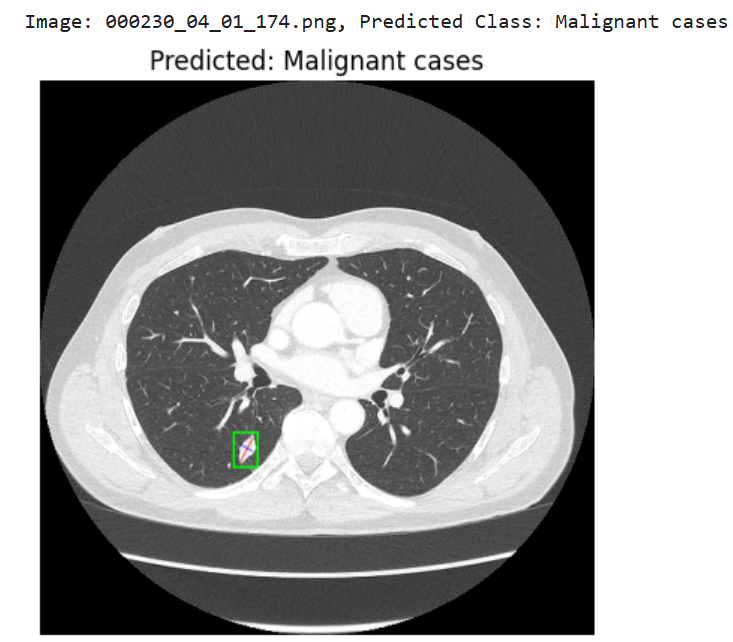 Image: 000230_04_01_174.png, Predicted Class: Malignant cases
Predicted: Malignant cases